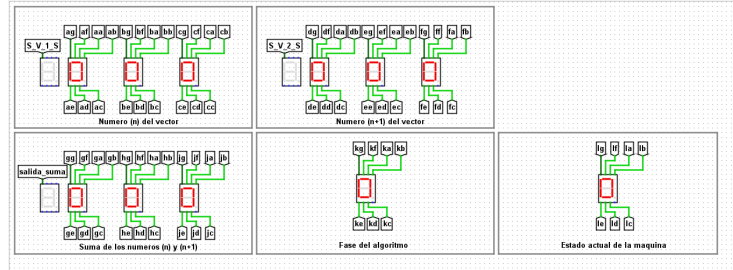 ag af aa ab bg bf ba bb cg cf ca cb
S_V_1_S
ae ad ac be bd bc ce cd cc
Numero (n) del vector
dg df da db eg ef ea eb fg ff fa fb
S_V_2_S
de dd dc ee ed ec fe fd fc
Numero (n+1) del vector
gg gf ga gb hg hf ha hb jg jf ja jb
salida_suma
ge gd gc he hd hc je jd jc
Suma de los numeros (n) y (n+1)
kg kf ka kb
ke kd kc
Fase del algoritmo
lg lf la lb
le ld lc
Estado actual de la maquina